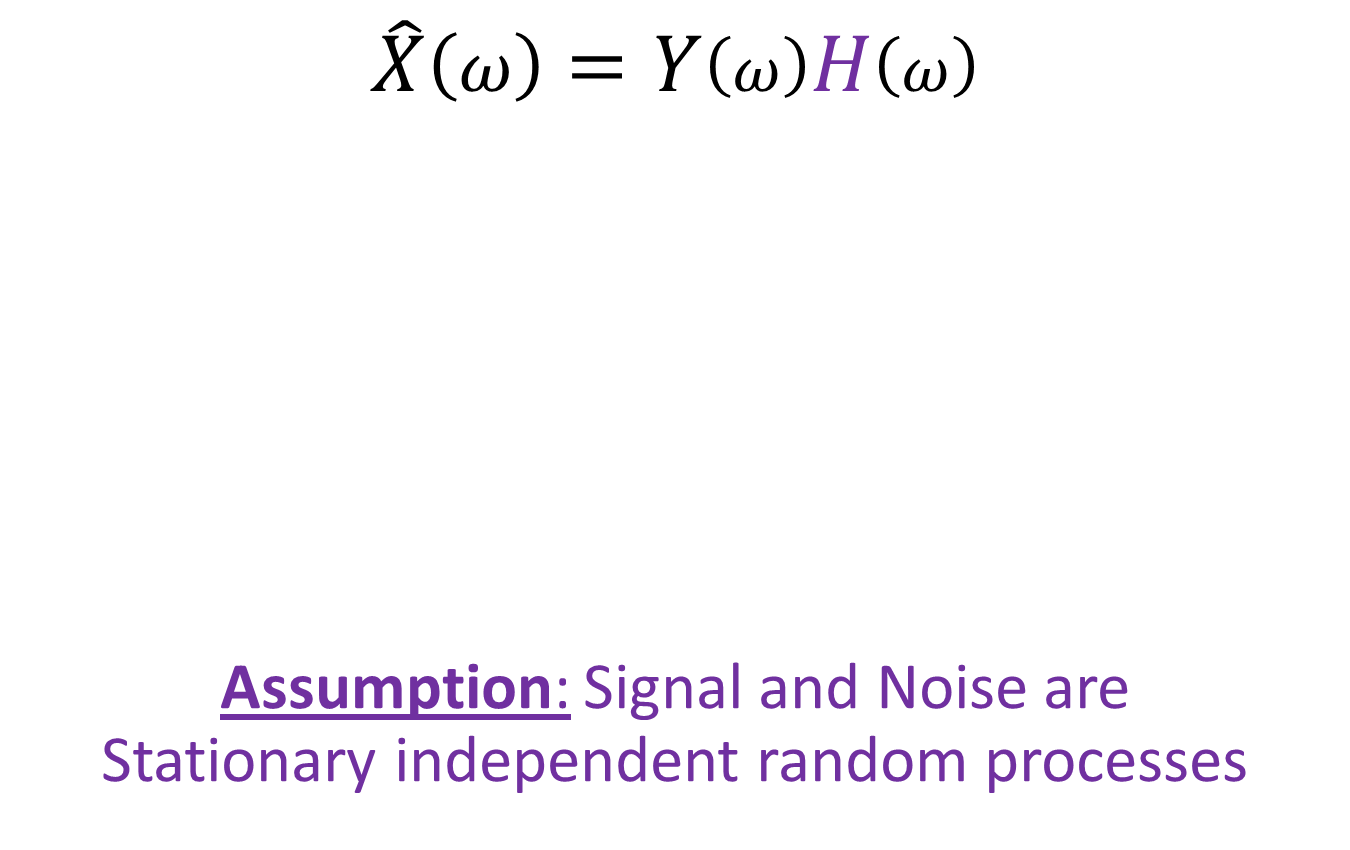 X̂(ω) = Y(ω)H(ω)
Assumption: Signal and Noise are
Stationary independent random processes